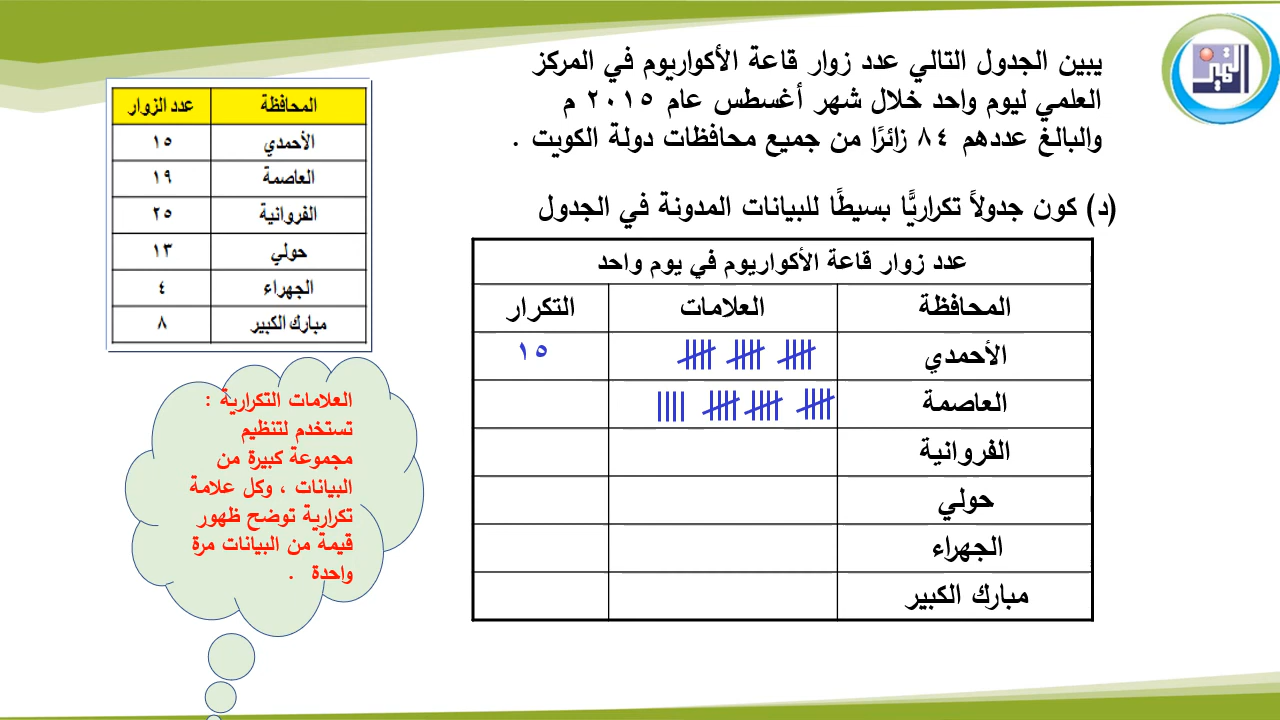 يبين الجدول التالي عدد زوار قاعة الأكواريوم في المركز
العلمي ليوم واحد خلال شهر أغسطس عام ٢٠١٥ م
والبالغ عددهم ٨٤ زائرًا من جميع محافظات دولة الكويت .
التميز
المحافظة عدد الزوار
الأحمدي ١٥
العاصمة ١٩
الفروانية ٢٥
حولي ١٣
الجهراء ٤
مبارك الكبير ٨
(د) كون جدولاً تكراريًّا بسيطًا للبيانات المدونة في الجدول
عدد زوار قاعة الأكواريوم في يوم واحد
المحافظة العلامات التكرار
الأحمدي ١٥
العاصمة
الفروانية
حولي
الجهراء
مبارك الكبير
العلامات التكرارية :
تستخدم لتنظيم
مجموعة كبيرة من
البيانات ، وكل علامة
تكرارية توضح ظهور
قيمة من البيانات مرة
واحدة .